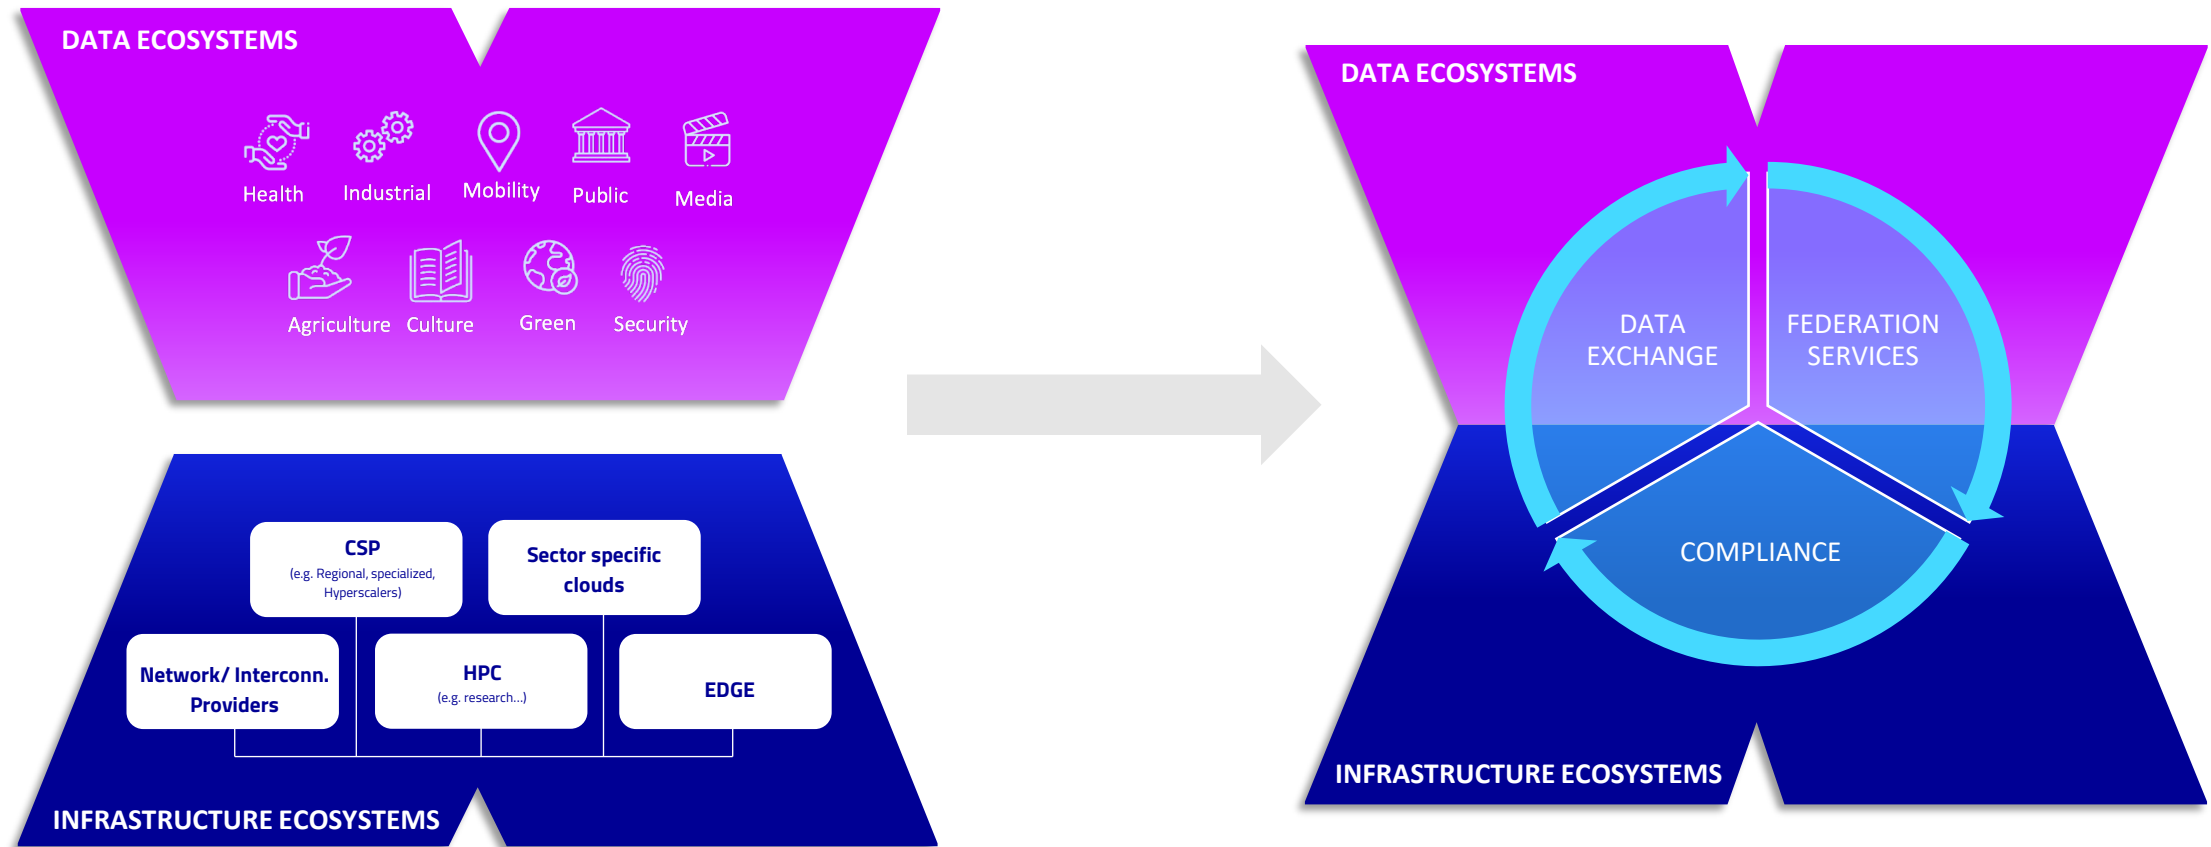 DATA ECOSYSTEMS
Health
Industrial
Mobility
Public
Media
Agriculture
Culture
Green
Security
CSP
(e.g. Regional, specialized,
Hyperscalers)
Sector specific
clouds
Network/ Interconn.
Providers
HPC
(e.g. research...)
EDGE
INFRASTRUCTURE ECOSYSTEMS
DATA ECOSYSTEMS
DATA
EXCHANGE
FEDERATION
SERVICES
COMPLIANCE
INFRASTRUCTURE ECOSYSTEMS